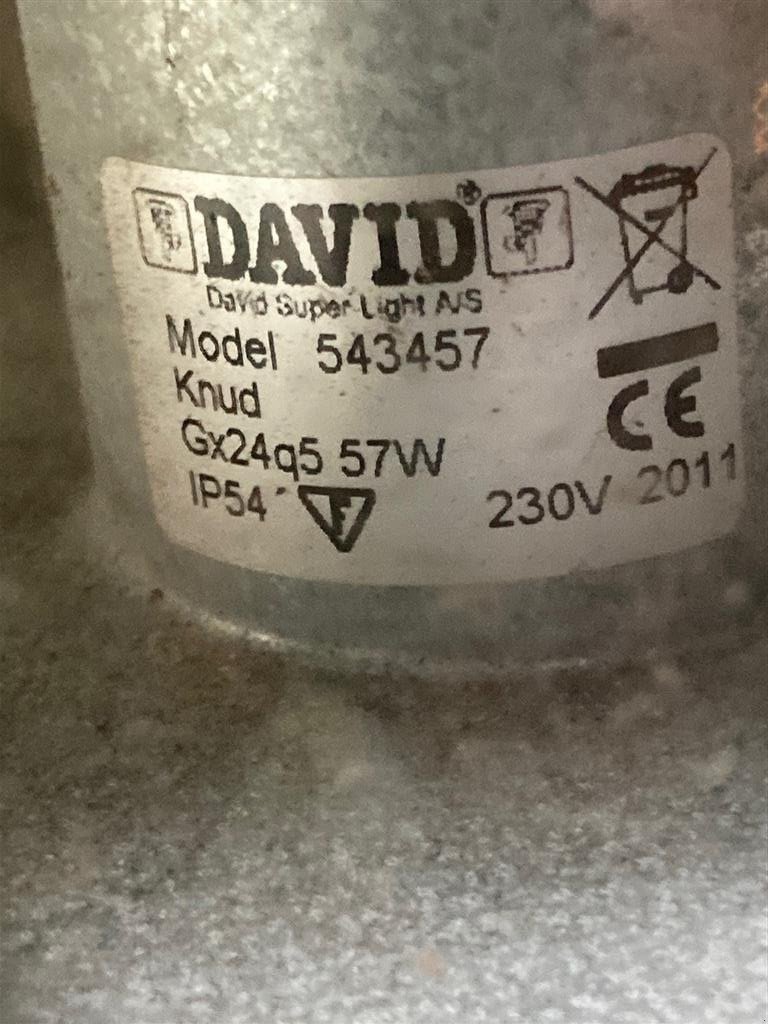 DAVID®
David Super Light A/S
Model 543457
Knud
Gx24q5 57W
IP54 F 230V 2011
CE